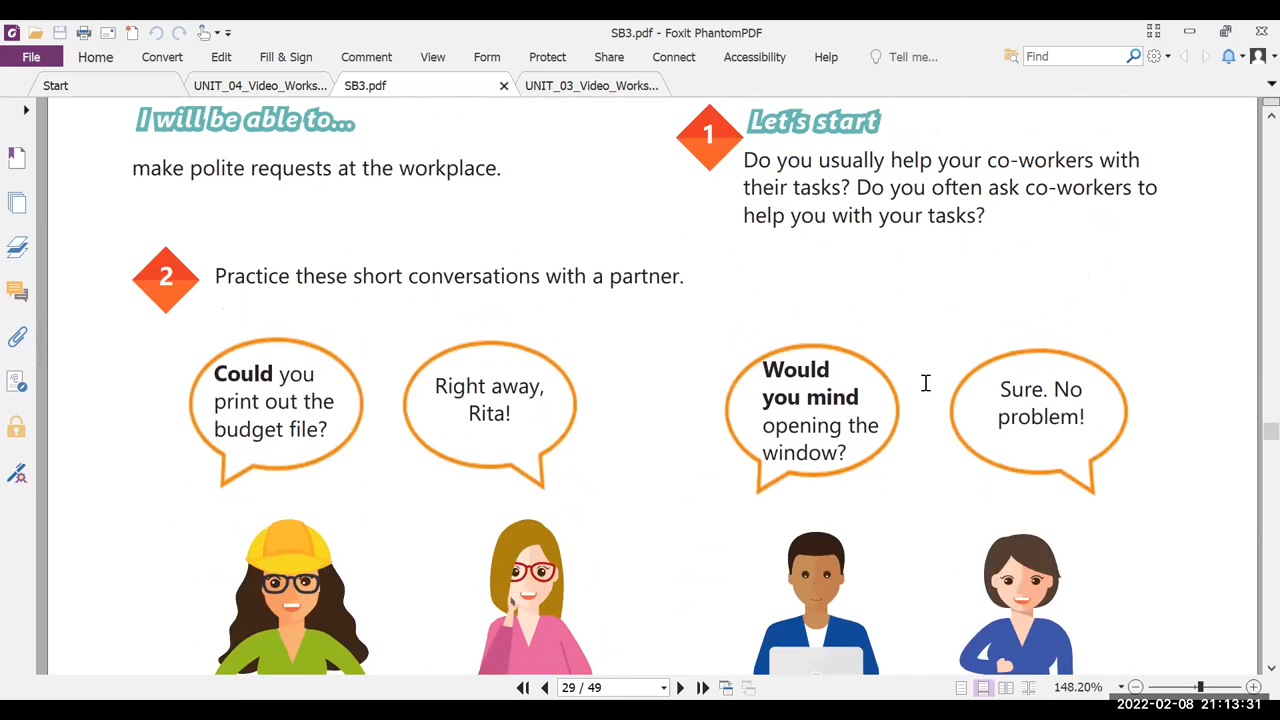 SB3.pdf - Foxit PhantomPDF
File Home Convert Edit Fill & Sign Comment View Form Protect Share Connect Accessibility Help Tell me... Find
Start UNIT_04_Video_Works... SB3.pdf UNIT_03_Video_Works...
I will be able to...
make polite requests at the workplace.
1 Let's start
Do you usually help your co-workers with
their tasks? Do you often ask co-workers to
help you with your tasks?
2 Practice these short conversations with a partner.
Could you
print out the
budget file?
Right away,
Rita!
Would
you mind
opening the
window?
Sure. No
problem!
29 / 49
148.20%
2022-02-08 21:13:31